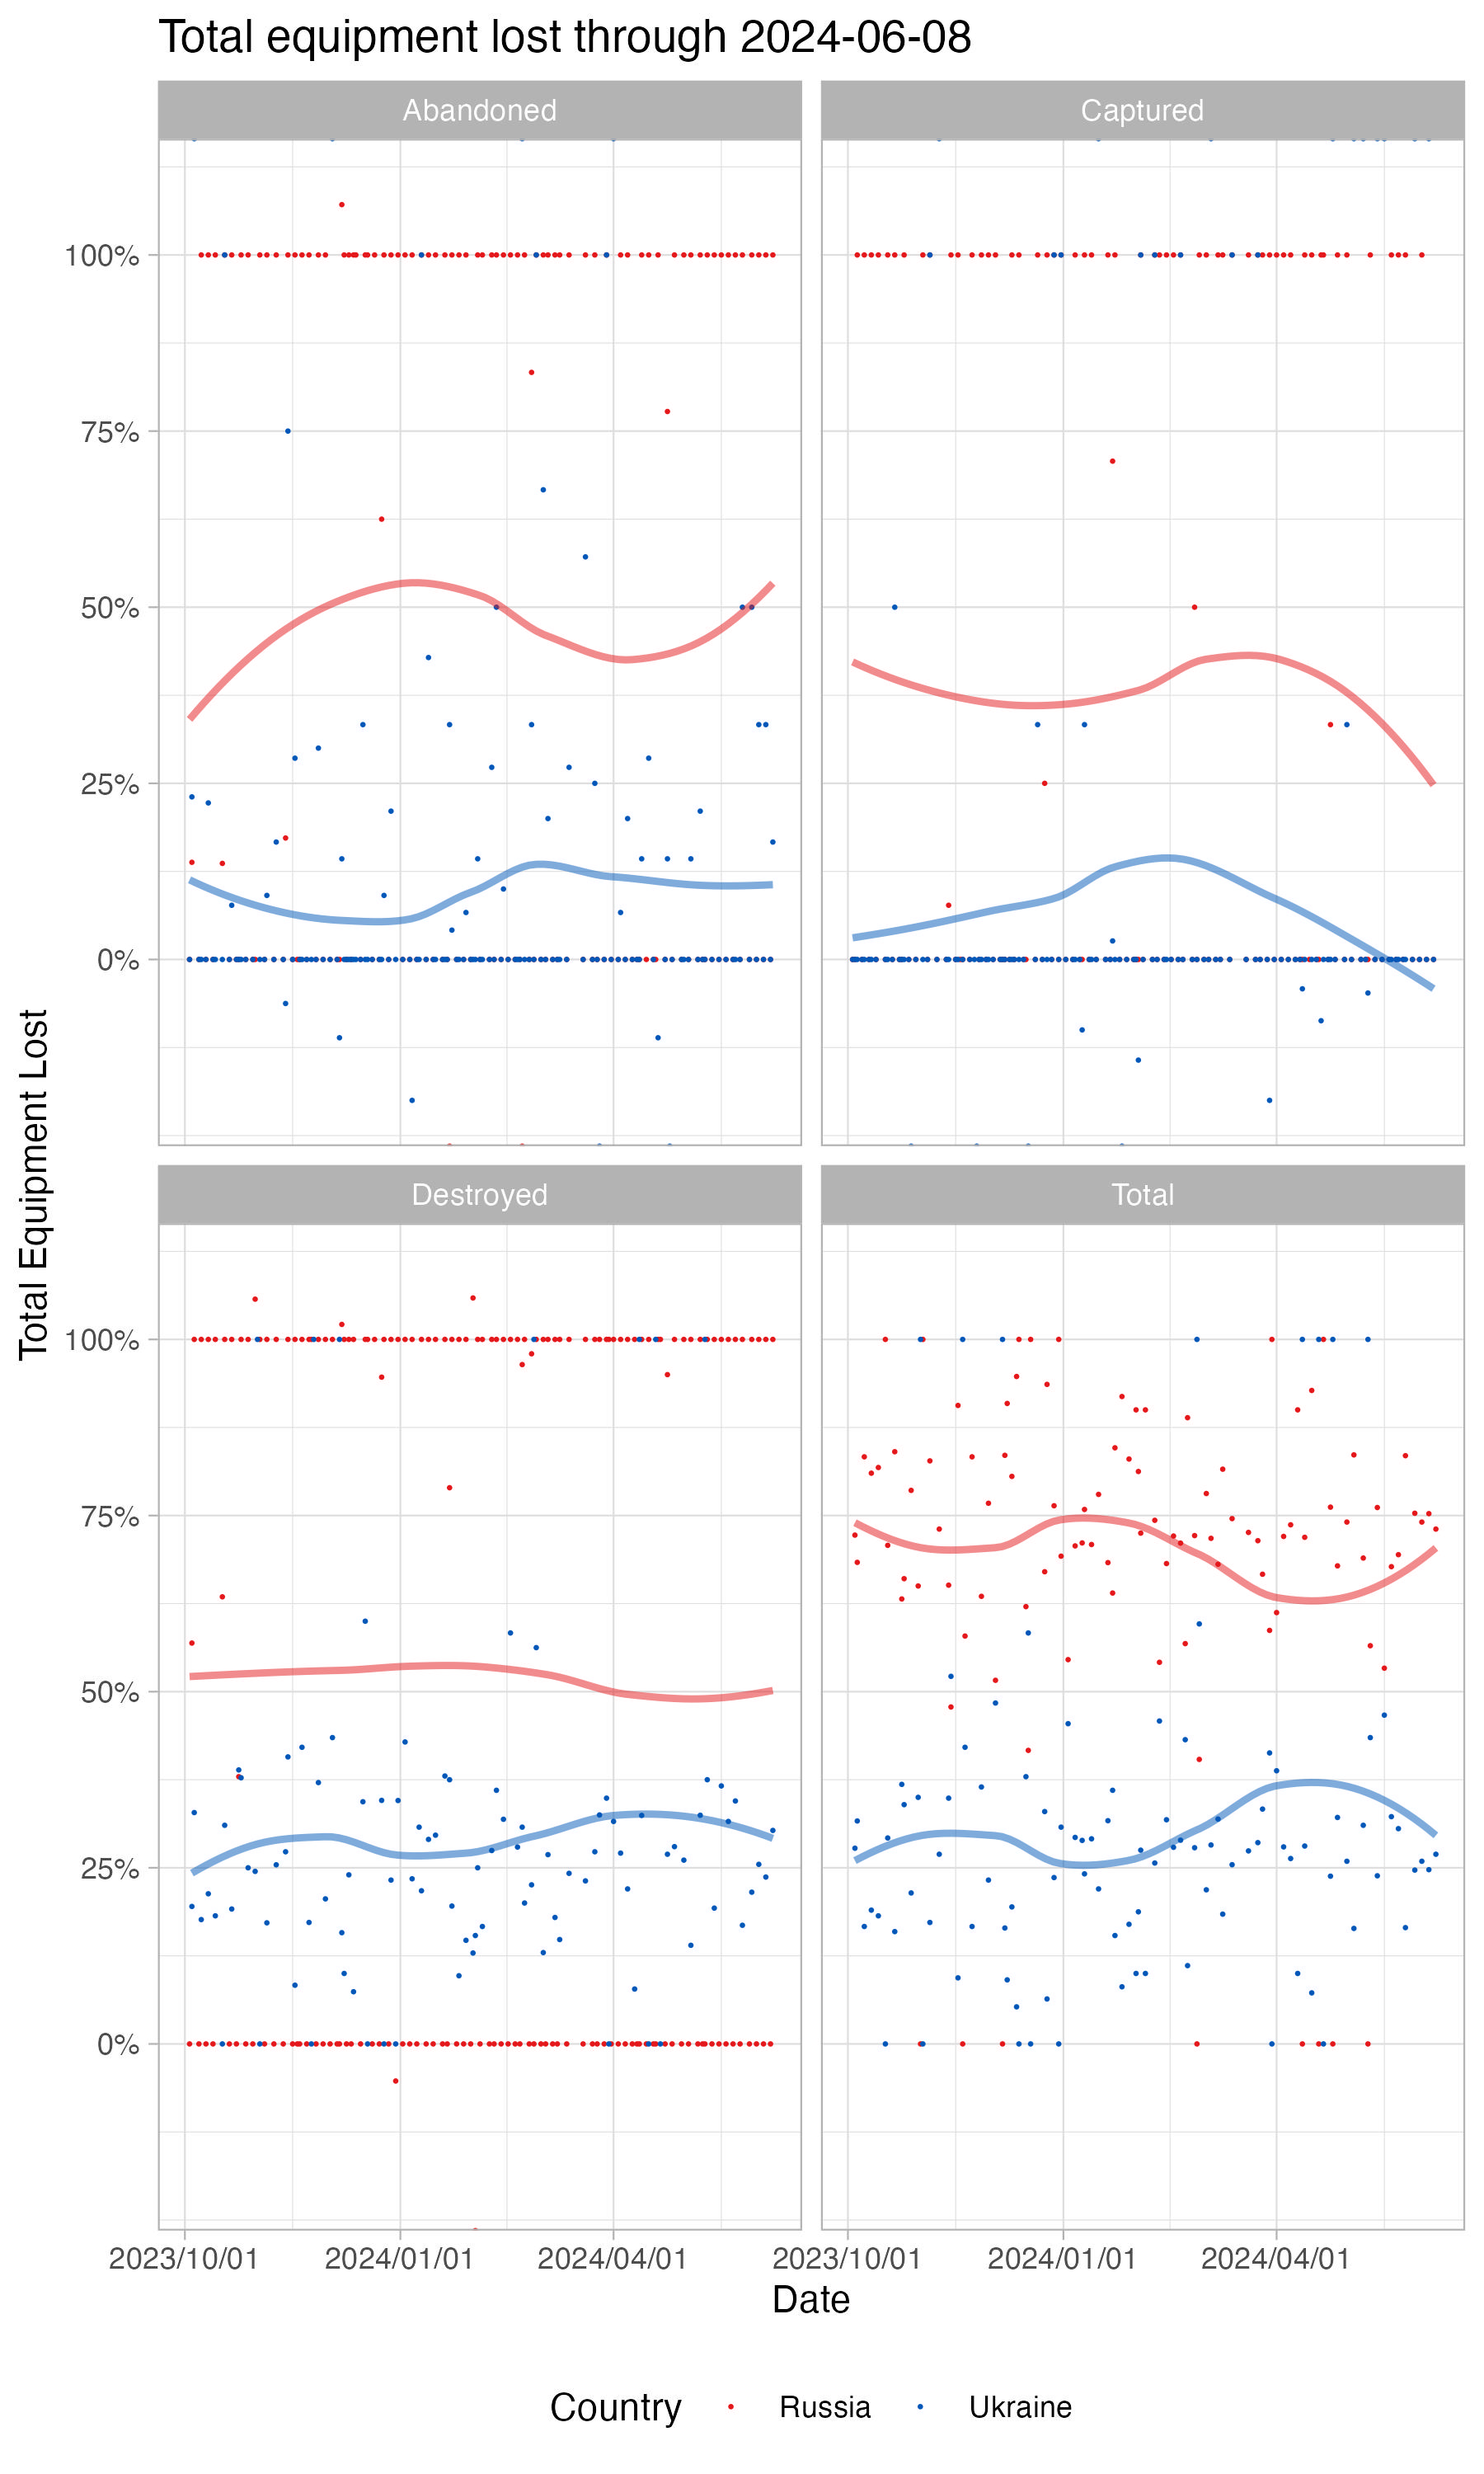 Total equipment lost through 2024-06-08
Abandoned
Captured
100%
75%
50%
25%
0%
Total Equipment Lost
Destroyed
Total
100%
75%
50%
25%
0%
2023/10/01 2024/01/01 2024/04/01 2023/10/01 2024/01/01 2024/04/01
Date
Country Russia Ukraine